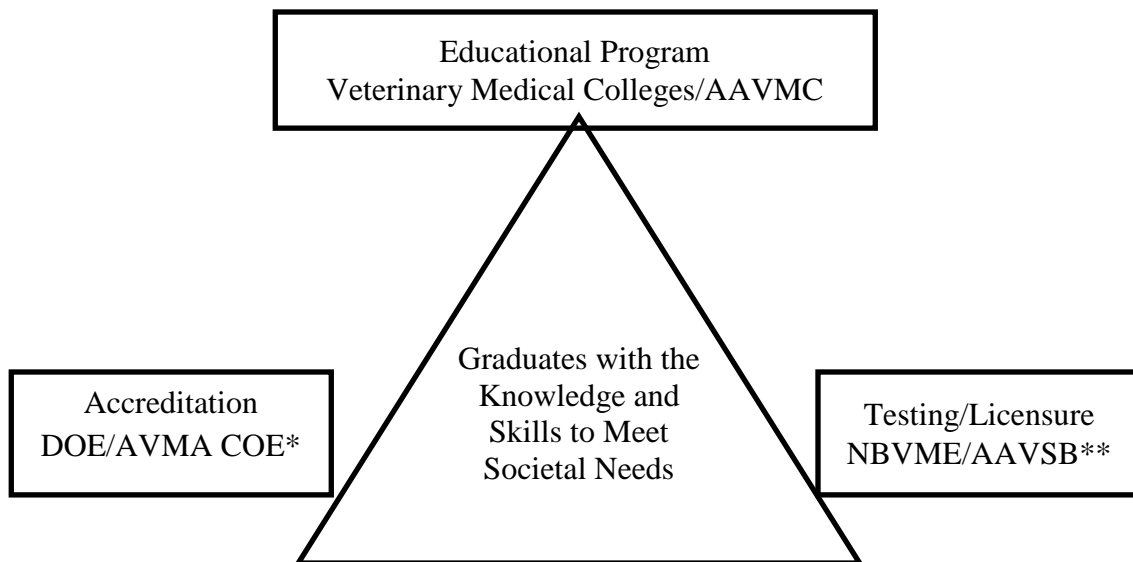 Educational Program
Veterinary Medical Colleges/AAVMC
Graduates with the
Knowledge and
Skills to Meet
Societal Needs
Accreditation
DOE/AVMA COE*
Testing/Licensure
NBVME/AAVSB**